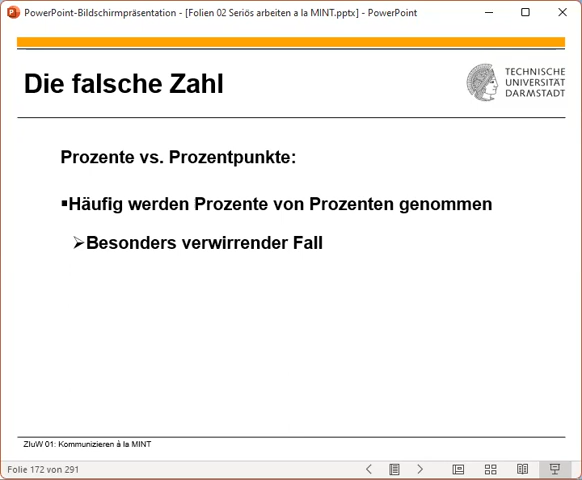 PowerPoint-Bildschirmpräsentation - [Folien 02 Seriös arbeiten a la MINT.pptx] - PowerPoint
Die falsche Zahl
TECHNISCHE
UNIVERSITÄT
DARMSTADT
Prozente vs. Prozentpunkte:
▪Häufig werden Prozente von Prozenten genommen
➢Besonders verwirrender Fall
ZIuW 01: Kommunizieren à la MINT
Folie 172 von 291